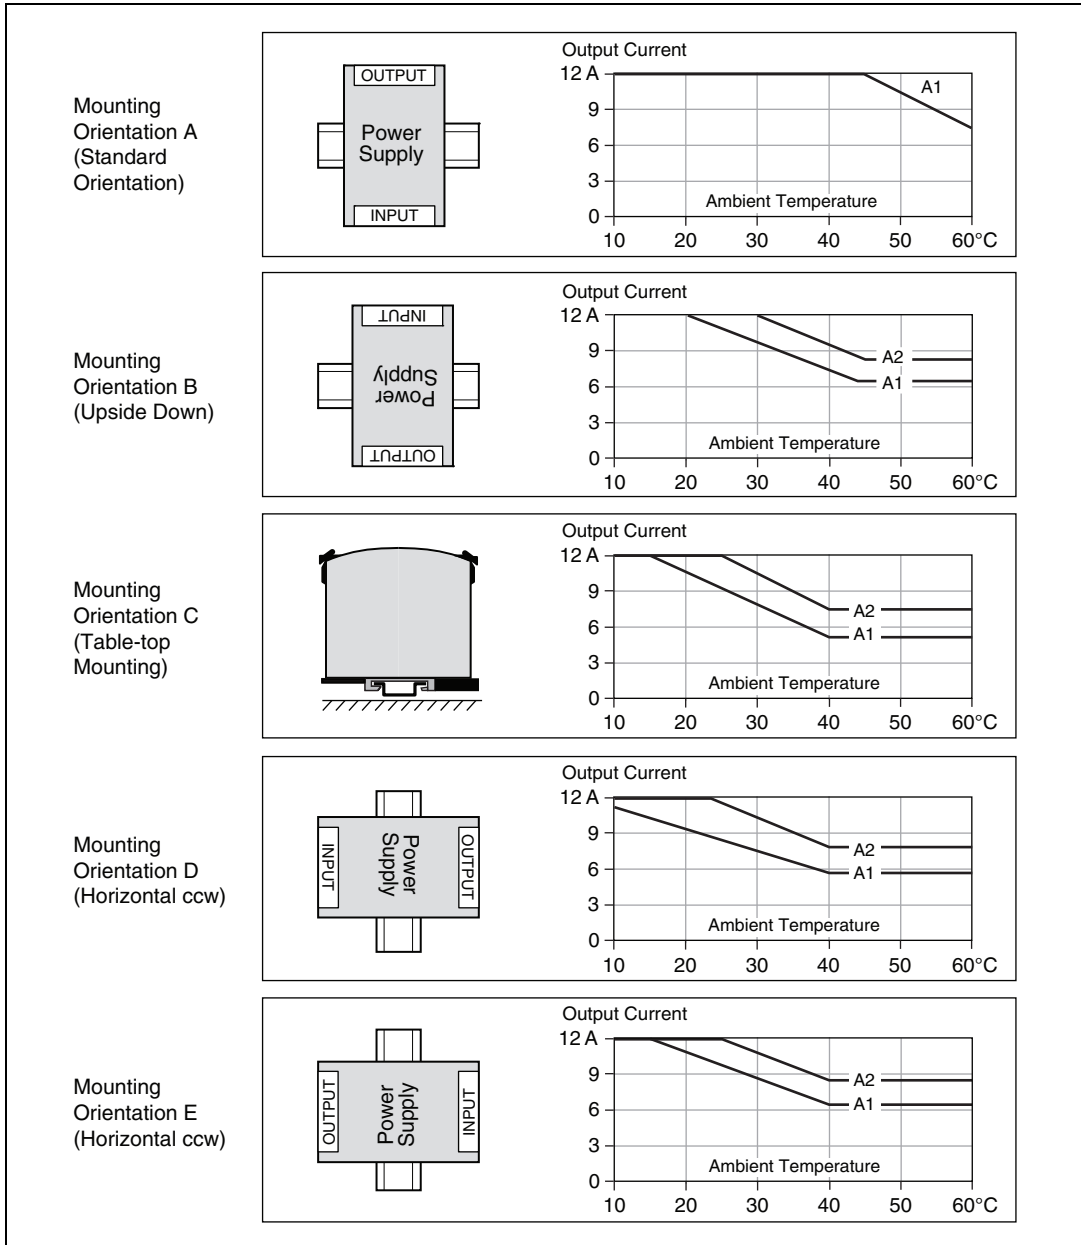 Mounting
Orientation A
(Standard
Orientation)
OUTPUT
Power
Supply
INPUT
Output Current
12 A
9
6
3
0
A1
Ambient Temperature
10 20 30 40 50 60°C
Mounting
Orientation B
(Upside Down)
INPUT
Power
Supply
OUTPUT
Output Current
12 A
9
6
3
0
A2
A1
Ambient Temperature
10 20 30 40 50 60°C
Mounting
Orientation C
(Table-top
Mounting)
Output Current
12 A
9
6
3
0
A2
A1
Ambient Temperature
10 20 30 40 50 60°C
Mounting
Orientation D
(Horizontal ccw)
INPUT
Power
Supply
OUTPUT
Output Current
12 A
9
6
3
0
A2
A1
Ambient Temperature
10 20 30 40 50 60°C
Mounting
Orientation E
(Horizontal ccw)
OUTPUT
Power
Supply
INPUT
Output Current
12 A
9
6
3
0
A2
A1
Ambient Temperature
10 20 30 40 50 60°C